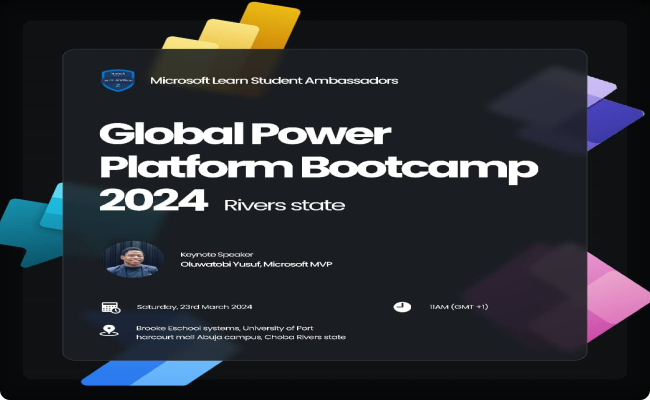 Microsoft Learn Student Ambassadors
Global Power
Platform Bootcamp
2024 Rivers state
Keynote Speaker
Oluwatobi Yusuf, Microsoft MVP
Saturday, 23rd March 2024
11AM (GMT +1)
Brooke Eschool systems, University of Port
harcourt mall Abuja campus, Choba Rivers state